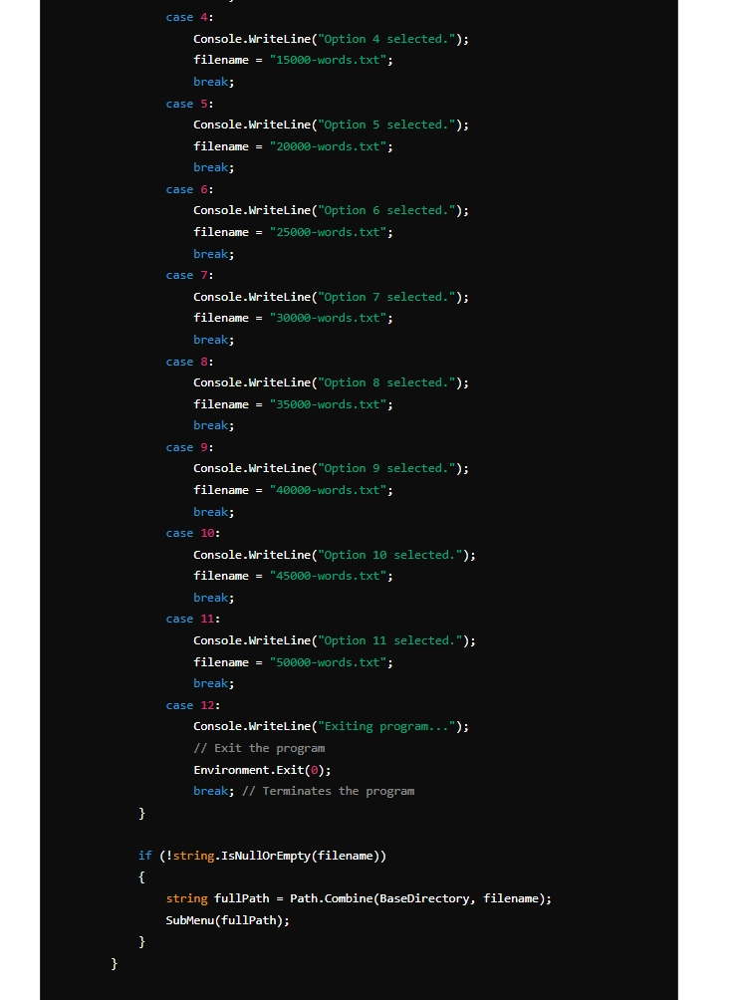 case 4:
Console.WriteLine("Option 4 selected.");
filename = "15000-words.txt";
break;
case 5:
Console.WriteLine("Option 5 selected.");
filename = "20000-words.txt";
break;
case 6:
Console.WriteLine("Option 6 selected.");
filename = "25000-words.txt";
break;
case 7:
Console.WriteLine("Option 7 selected.");
filename = "30000-words.txt";
break;
case 8:
Console.WriteLine("Option 8 selected.");
filename = "35000-words.txt";
break;
case 9:
Console.WriteLine("Option 9 selected.");
filename = "40000-words.txt";
break;
case 10:
Console.WriteLine("Option 10 selected.");
filename = "45000-words.txt";
break;
case 11:
Console.WriteLine("Option 11 selected.");
filename = "50000-words.txt";
break;
case 12:
Console.WriteLine("Exiting program...");
// Exit the program
Environment.Exit(0);
break; // Terminates the program
}
if (!string.IsNullOrEmpty(filename))
{
string fullPath = Path.Combine(BaseDirectory, filename);
SubMenu(fullPath);
}
}